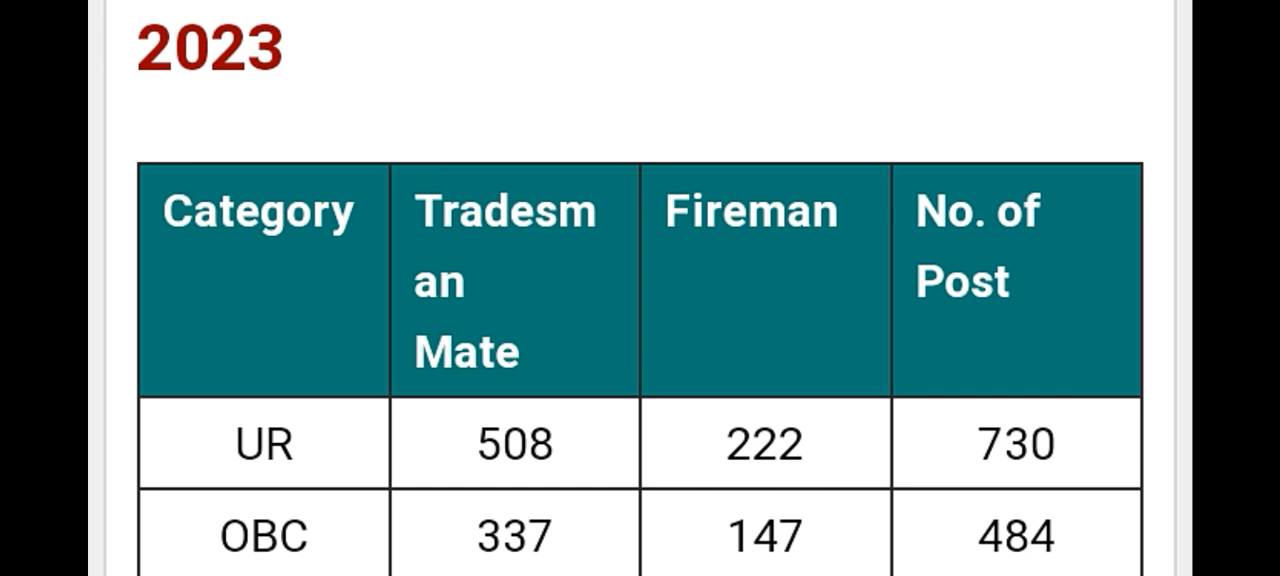 2023
Category Tradesm Fireman No. of
an Post
Mate
UR 508 222 730
OBC 337 147 484